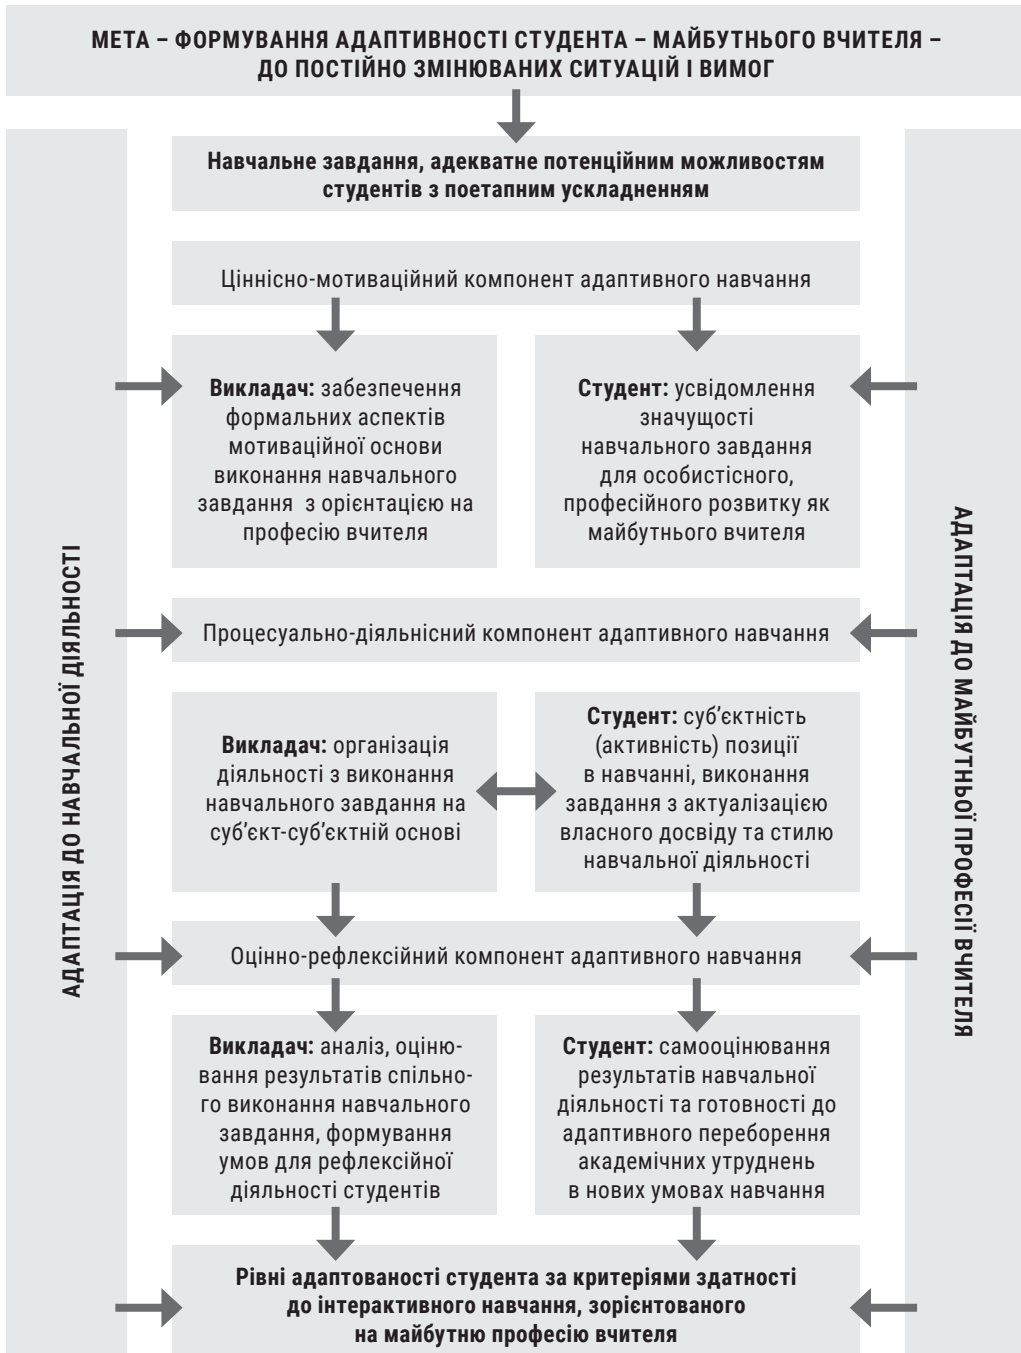 МЕТА – ФОРМУВАННЯ АДАПТИВНОСТІ СТУДЕНТА – МАЙБУТНЬОГО ВЧИТЕЛЯ –
ДО ПОСТІЙНО ЗМІНЮВАНИХ СИТУАЦІЙ І ВИМОГ
Навчальне завдання, адекватне потенційним можливостям
студентів з поетапним ускладненням
Ціннісно-мотиваційний компонент адаптивного навчання
Викладач: забезпечення
формальних аспектів
мотиваційної основи
виконання навчального
завдання з орієнтацією на
професію вчителя
Студент: усвідомлення
значущості
навчального завдання
для особистісного,
професійного розвитку як
майбутнього вчителя
Процесуально-діяльнісний компонент адаптивного навчання
Викладач: організація
діяльності з виконання
навчального завдання на
суб’єкт-суб’єктній основі
Студент: суб’єктність
(активність) позиції
в навчанні, виконання
завдання з актуалізацією
власного досвіду та стилю
навчальної діяльності
Оцінно-рефлексійний компонент адаптивного навчання
Викладач: аналіз, оціню-
вання результатів спільно-
го виконання навчального
завдання, формування
умов для рефлексійної
діяльності студентів
Студент: самооцінювання
результатів навчальної
діяльності та готовності до
адаптивного переборення
академічних утруднень
в нових умовах навчання
Рівні адаптованості студента за критеріями здатності
до інтерактивного навчання, зорієнтованого
на майбутню професію вчителя
АДАПТАЦІЯ ДО НАВЧАЛЬНОЇ ДІЯЛЬНОСТІ
АДАПТАЦІЯ ДО МАЙБУТНЬОЇ ПРОФЕСІЇ ВЧИТЕЛЯ